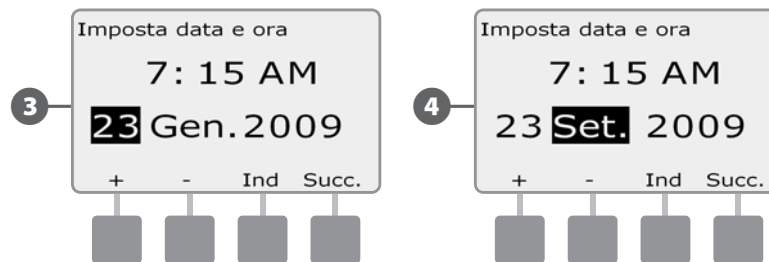 Imposta data e ora
7: 15 AM
3
23 Gen. 2009
+ - Ind Succ.
Imposta data e ora
7: 15 AM
4
23 Set. 2009
+ - Ind Succ.